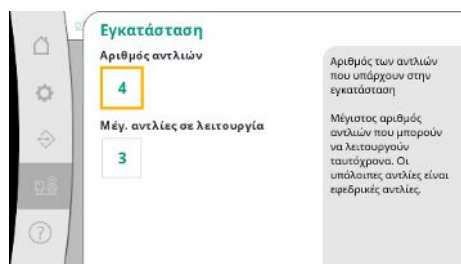 Εγκατάσταση
Αριθμός αντλιών
4
Μέγ. αντλίες σε λειτουργία
3
Αριθμός των αντλιών
που υπάρχουν στην
εγκατάσταση
Μέγιστος αριθμός
αντλιών που μπορούν
να λειτουργούν
ταυτόχρονα. Οι
υπόλοιπες αντλίες είναι
εφεδρικές αντλίες.